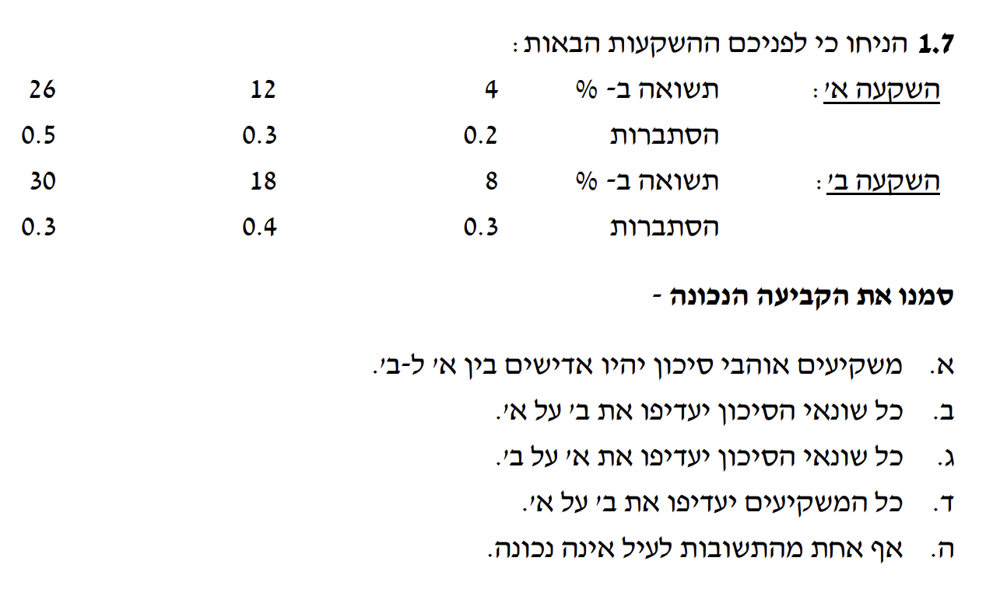 1.7 הניחו כי לפניכם ההשקעות הבאות:
השקעה א׳: תשואה ב- % 4 12 26
הסתברות 0.2 0.3 0.5
השקעה ב׳: תשואה ב- % 8 18 30
הסתברות 0.3 0.4 0.3
סמנו את הקביעה הנכונה -
א. משקיעים אוהבי סיכון יהיו אדישים בין א׳ ל-ב׳.
ב. כל שונאי הסיכון יעדיפו את ב׳ על א׳.
ג. כל שונאי הסיכון יעדיפו את א׳ על ב׳.
ד. כל המשקיעים יעדיפו את ב׳ על א׳.
ה. אף אחת מהתשובות לעיל אינה נכונה.